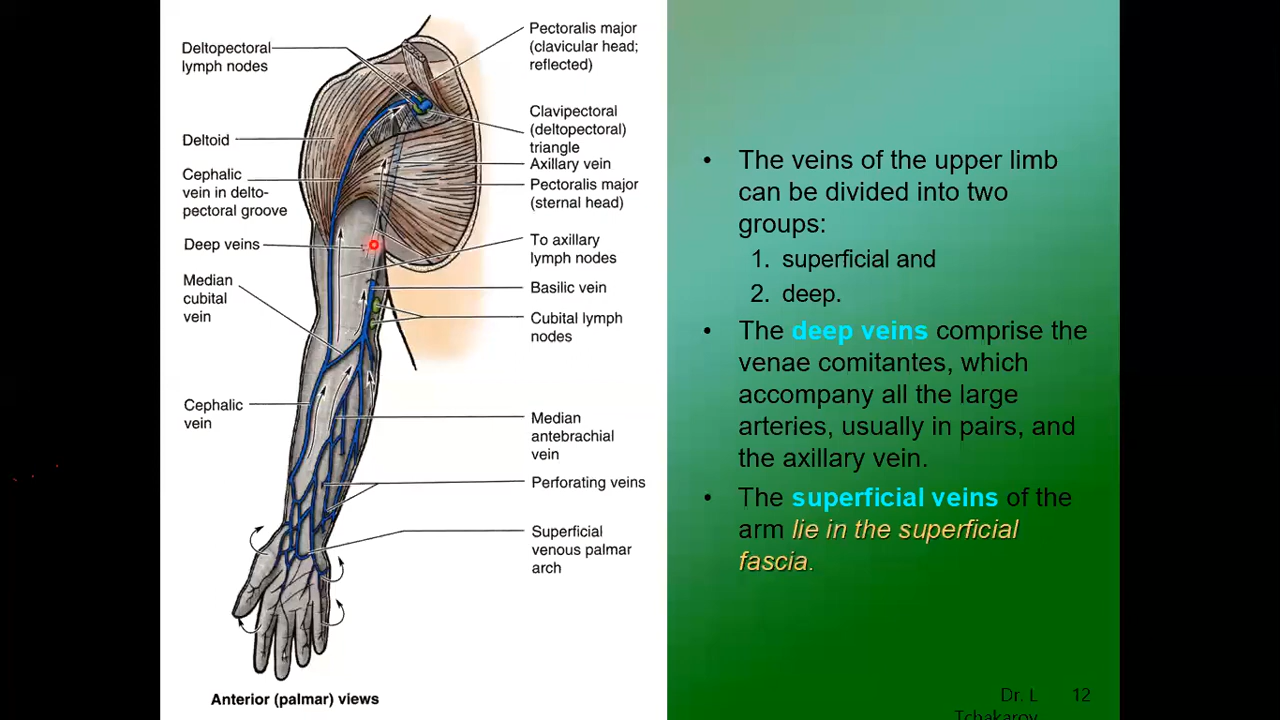 Deltopectoral
lymph nodes
Deltoid
Cephalic
vein in delto-
pectoral groove
Deep veins
Median
cubital
vein
Cephalic
vein
Pectoralis major
(clavicular head;
reflected)
Clavipectoral
(deltopectoral)
triangle
Axillary vein
Pectoralis major
(sternal head)
To axillary
lymph nodes
Basilic vein
Cubital lymph
nodes
Median
antebrachial
vein
Perforating veins
Superficial
venous palmar
arch
Anterior (palmar) views
• The veins of the upper limb
can be divided into two
groups:
1. superficial and
2. deep.
• The deep veins comprise the
venae comitantes, which
accompany all the large
arteries, usually in pairs, and
the axillary vein.
• The superficial veins of the
arm lie in the superficial
fascia.
Dr. L
Tchakarov
12